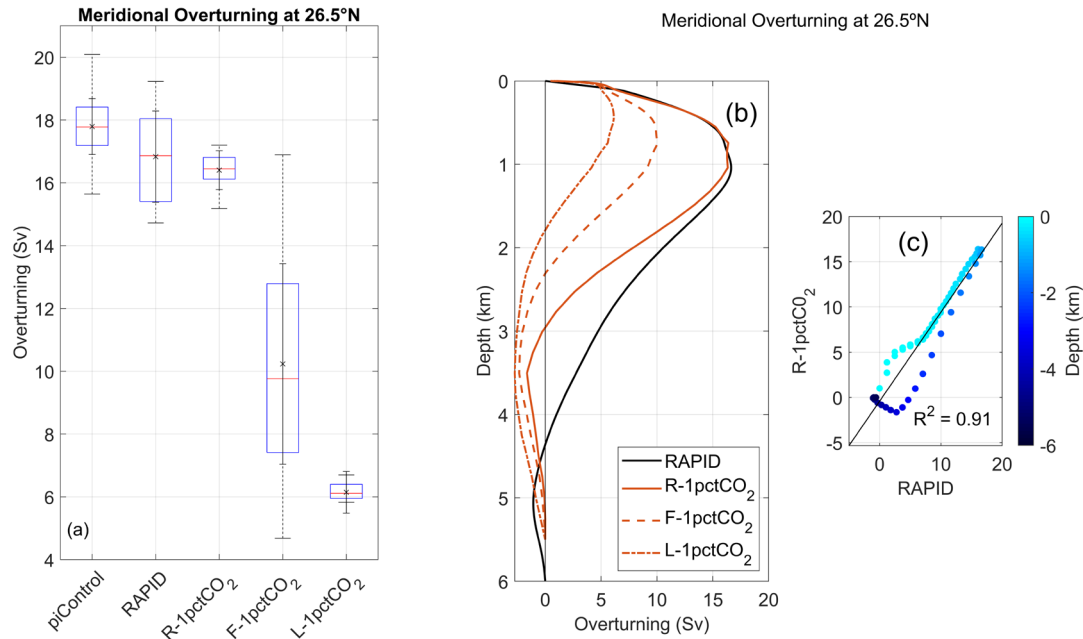 Meridional Overturning at 26.5°N
20
18
16
14
12
10
8
6
4
Overturning (Sv)
(a)
piControl
RAPID
R-1pctCO2
F-1pctCO2
L-1pctCO2
Meridional Overturning at 26.5ºN
(b)
0
1
2
3
4
5
6
Depth (km)
RAPID
R-1pctCO2
F-1pctCO2
L-1pctCO2
0 5 10 15 20
Overturning (Sv)
(c)
20
15
10
5
0
-5
R-1pctC02
R2 = 0.91
0 10 20
RAPID
0
-2
-4
-6
Depth (km)